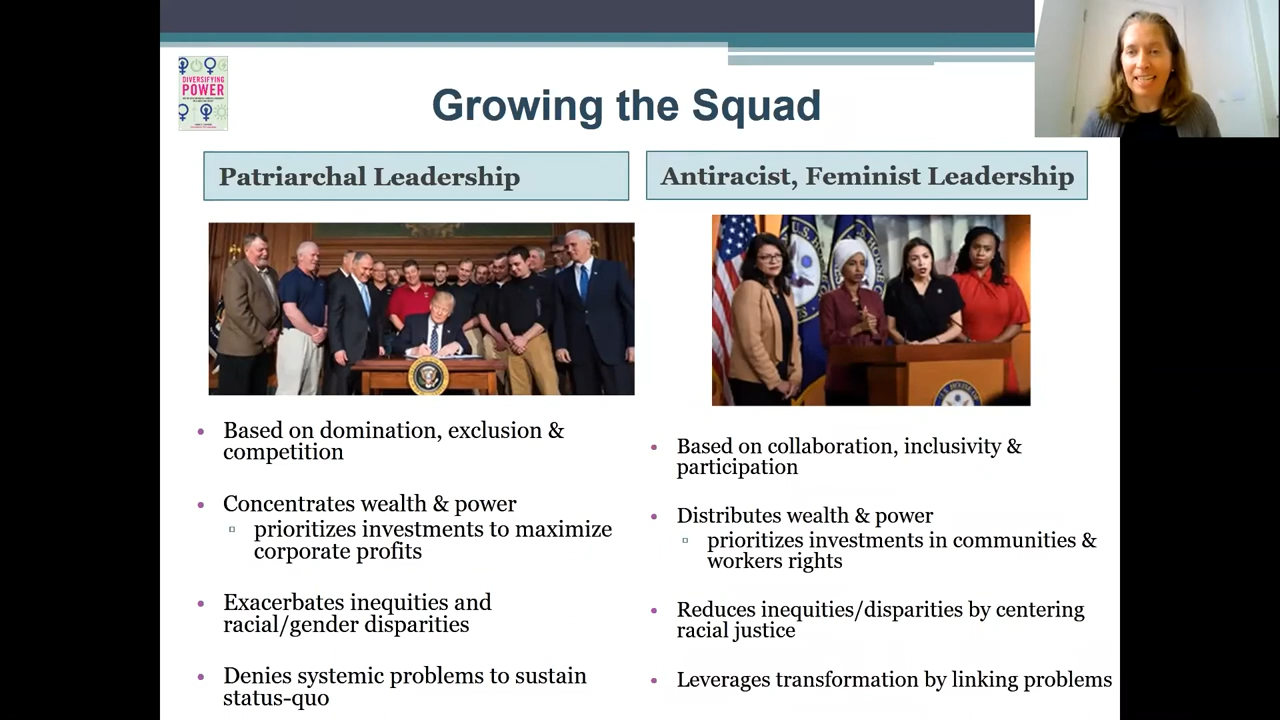 DIVERSIFYING
POWER
Growing the Squad
Patriarchal Leadership
Antiracist, Feminist Leadership
• Based on domination, exclusion &
competition
• Concentrates wealth & power
▫ prioritizes investments to maximize
corporate profits
• Exacerbates inequities and
racial/gender disparities
• Denies systemic problems to sustain
status-quo
• Based on collaboration, inclusivity &
participation
• Distributes wealth & power
▫ prioritizes investments in communities &
workers rights
• Reduces inequities/disparities by centering
racial justice
• Leverages transformation by linking problems